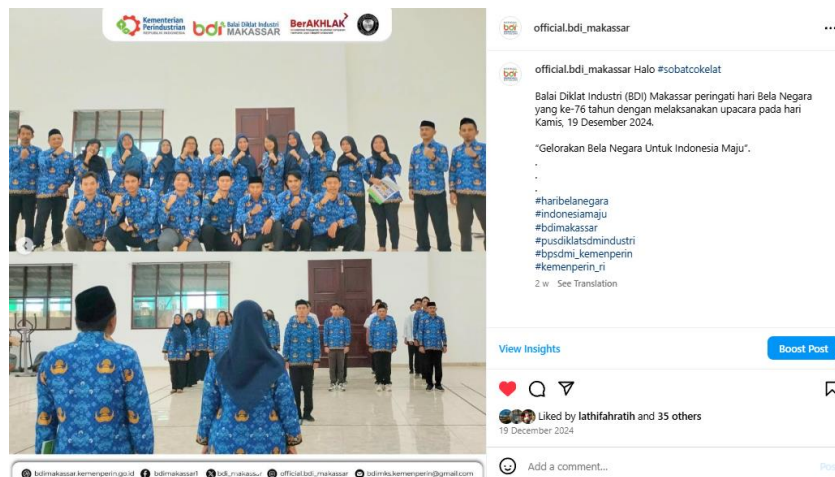 Kementerian
Perindustrian
REPUBLIK INDONESIA
bdi Balai Diklat Industri
MAKASSAR
BerAKHLAK
official.bdi_makassar
official.bdi_makassar Halo #sobatcokelat
Balai Diklat Industri (BDI) Makassar peringati hari Bela Negara
yang ke-76 tahun dengan melaksanakan upacara pada hari
Kamis, 19 Desember 2024.
"Gelorakan Bela Negara Untuk Indonesia Maju".
.
.
.
#haribelanegara
#indonesiamaju
#bdimakassar
#pusdiklatsdmindustri
#bpsdmi_kemenperin
#kemenperin_ri
2 w See Translation
View Insights
Boost Post
Liked by lathifahratih and 35 others
19 December 2024
Add a comment...
Post
bdimakassar.kemenperin.go.id bdimakassar1 bdi_makassar official.bdi_makassar bdimks.kemenperin@gmail.com